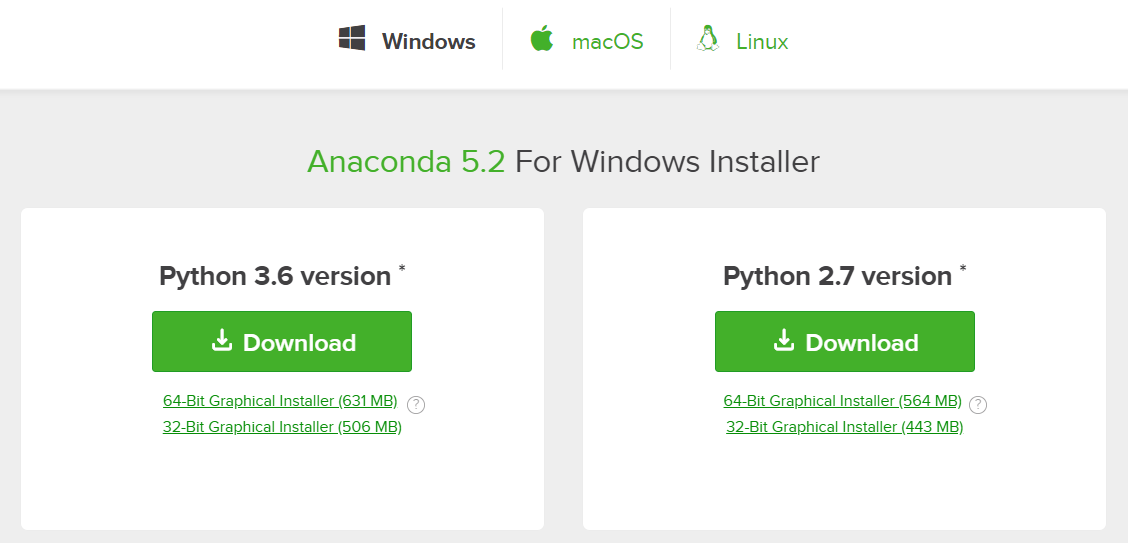 Windows
macOS
Linux
Anaconda 5.2 For Windows Installer
Python 3.6 version *
Download
64-Bit Graphical Installer (631 MB) ?
32-Bit Graphical Installer (506 MB)
Python 2.7 version *
Download
64-Bit Graphical Installer (564 MB) ?
32-Bit Graphical Installer (443 MB)